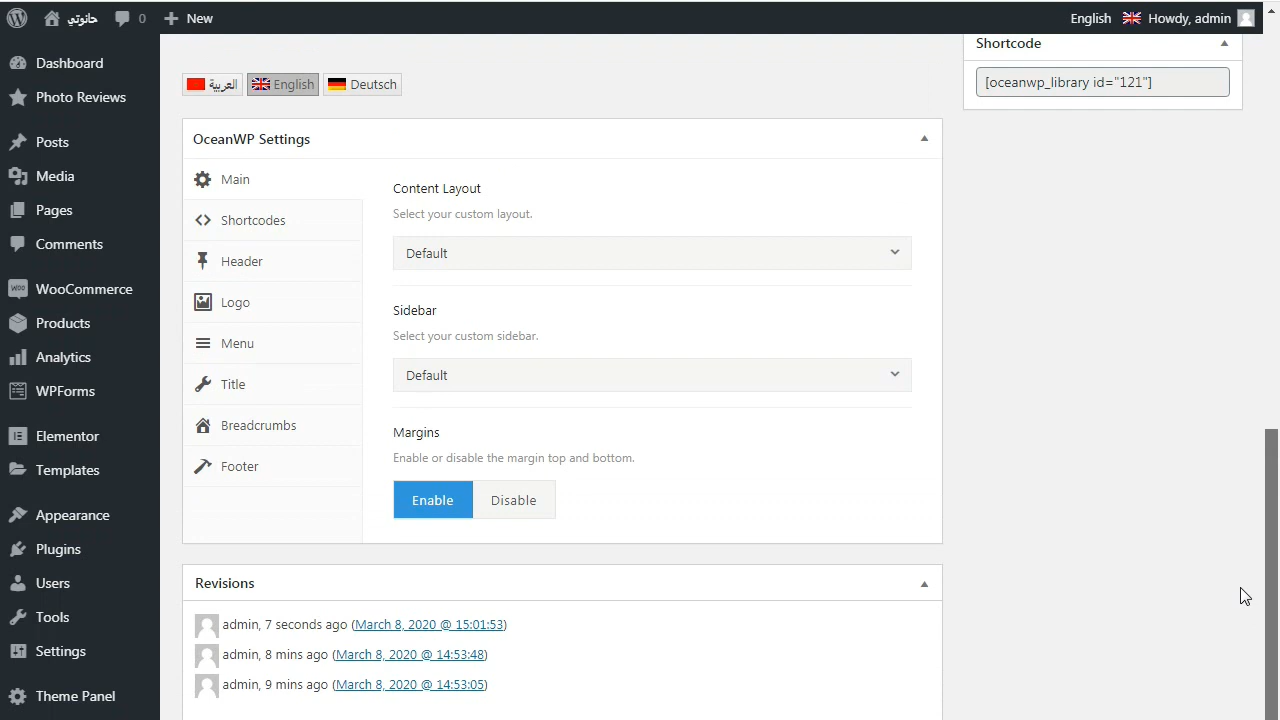 حانوتي 0 New
English Howdy, admin
Dashboard
Photo Reviews
Posts
Media
Pages
Comments
WooCommerce
Products
Analytics
WPForms
Elementor
Templates
Appearance
Plugins
Users
Tools
Settings
Theme Panel
العربية English Deutsch
OceanWP Settings
Main
Shortcodes
Header
Logo
Menu
Title
Breadcrumbs
Footer
Content Layout
Select your custom layout.
Default
Sidebar
Select your custom sidebar.
Default
Margins
Enable or disable the margin top and bottom.
Enable Disable
Revisions
admin, 7 seconds ago (March 8, 2020 @ 15:01:53)
admin, 8 mins ago (March 8, 2020 @ 14:53:48)
admin, 9 mins ago (March 8, 2020 @ 14:53:05)
Shortcode
[oceanwp_library id="121"]